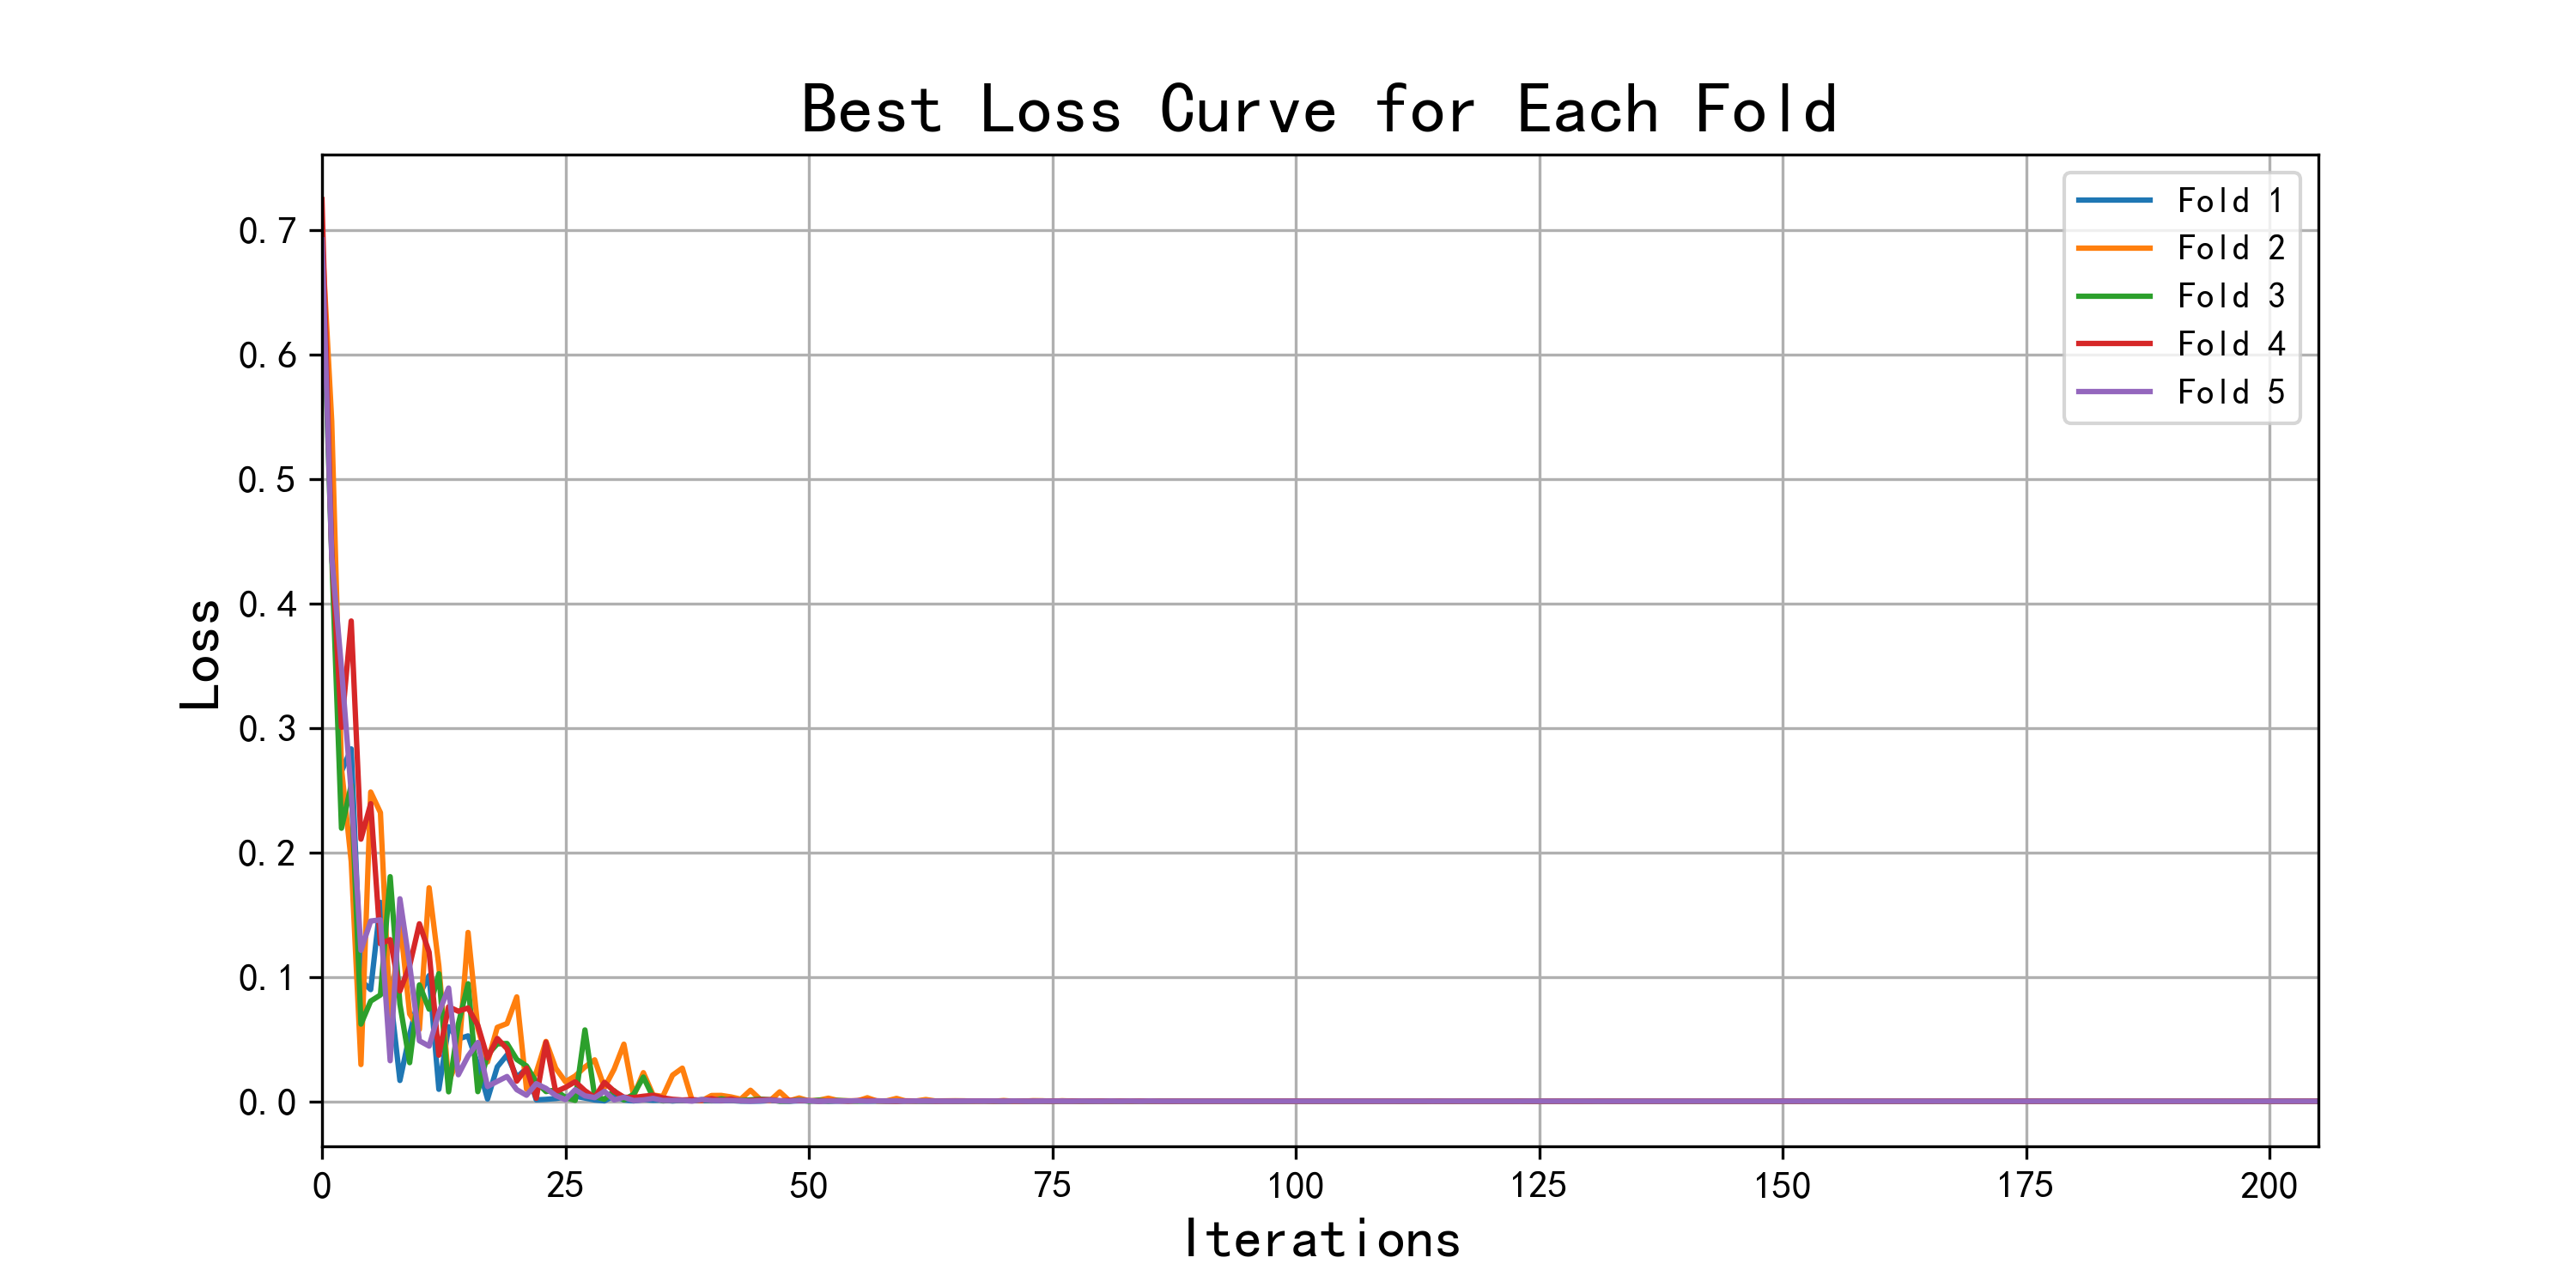 Best Loss Curve for Each Fold
Loss
0.7
0.6
0.5
0.4
0.3
0.2
0.1
0.0
Fold 1
Fold 2
Fold 3
Fold 4
Fold 5
0 25 50 75 100 125 150 175 200
Iterations